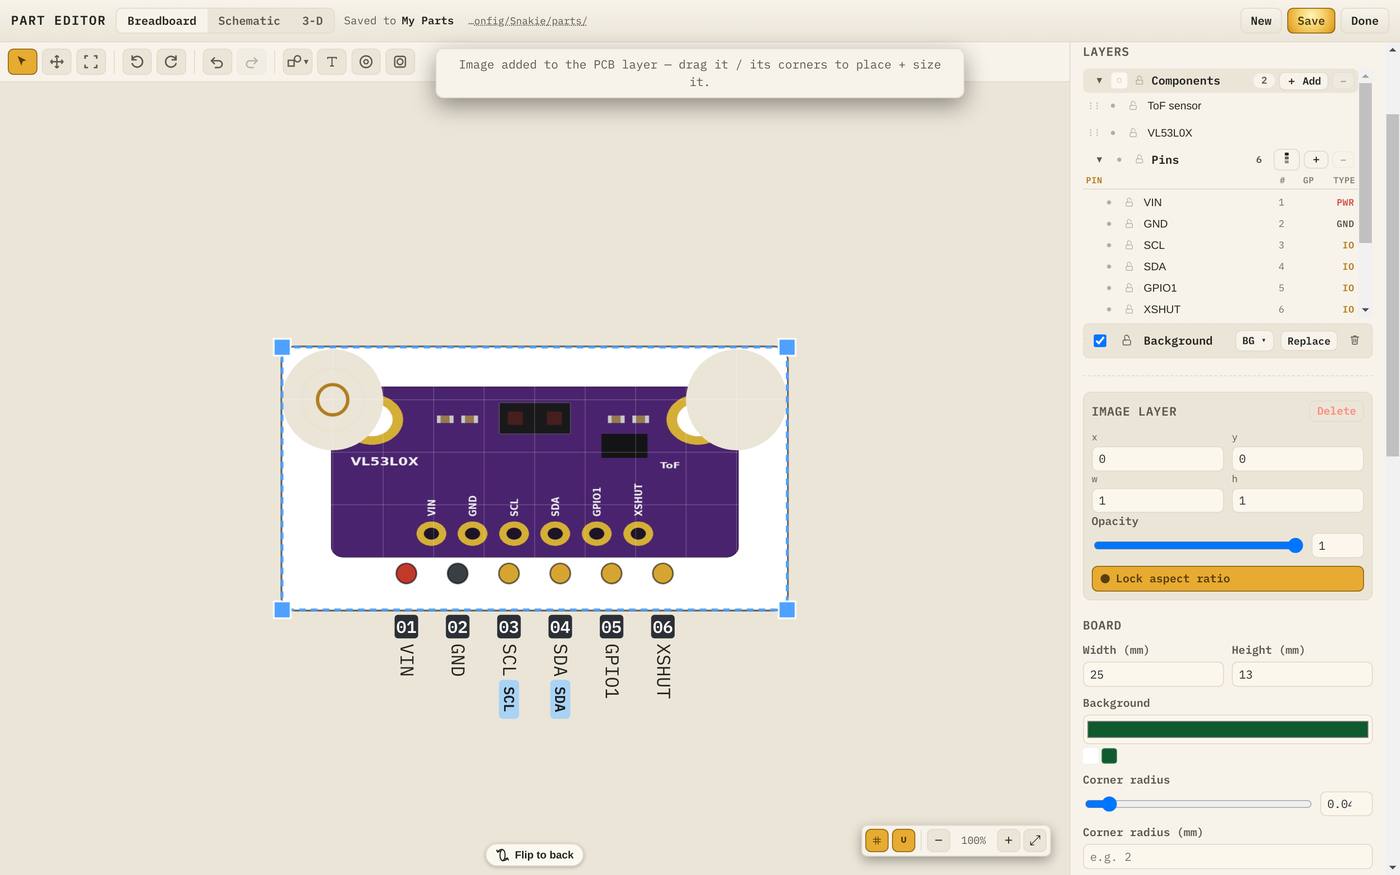 PART EDITOR
Breadboard
Schematic
3-D
Saved to My Parts
…onfig/Snakie/parts/
New
Save
Done
T
Image added to the PCB layer — drag it / its corners to place + size
it.
LAYERS
Components
2
+ Add
ToF sensor
VL53L0X
Pins
6
PIN
#
GP
TYPE
VIN
1
PWR
GND
2
GND
SCL
3
IO
SDA
4
IO
GPIO1
5
IO
XSHUT
6
IO
Background
BG
Replace
IMAGE LAYER
Delete
x
y
0
0
w
h
1
1
Opacity
1
Lock aspect ratio
BOARD
Width (mm)
Height (mm)
25
13
Background
Corner radius
0.04
Corner radius (mm)
e.g. 2
VL53L0X
ToF
VIN
GND
SCL
SDA
GPIO1
XSHUT
01
02
03
04
05
06
VIN
GND
SCL
SDA
GPIO1
XSHUT
SCL
SDA
Flip to back
100%